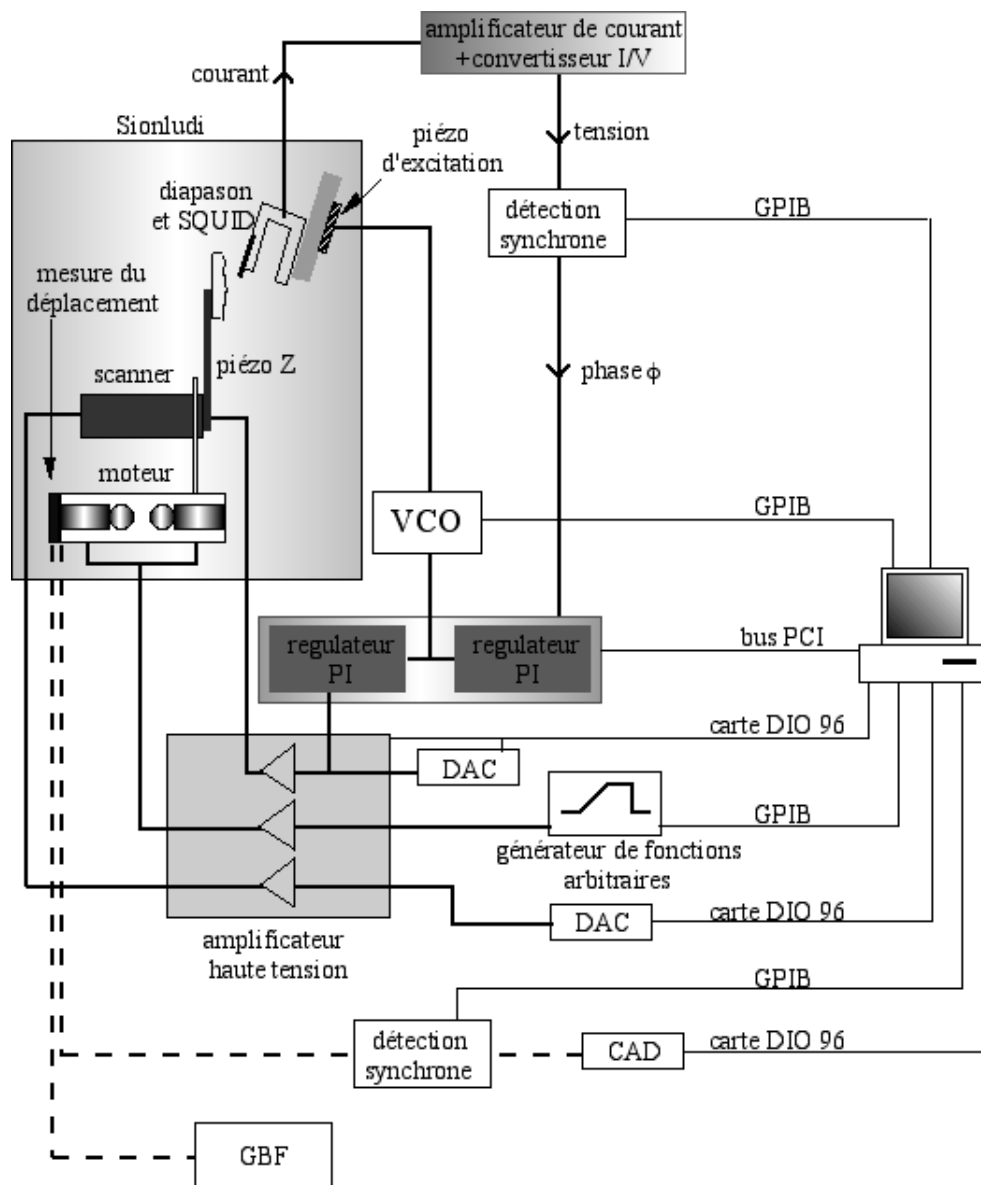 amplificateur de courant
+convertisseur I/V
courant
Sionludi
piézo
d'excitation
tension
diapason
et SQUID
détection
synchrone
GPIB
mesure du
déplacement
piézo Z
scanner
phase ϕ
moteur
VCO
GPIB
regulateur
PI
regulateur
PI
bus PCI
carte DIO 96
DAC
GPIB
générateur de fonctions
arbitraires
DAC
carte DIO 96
amplificateur
haute tension
GPIB
détection
synchrone
CAD
carte DIO 96
GBF